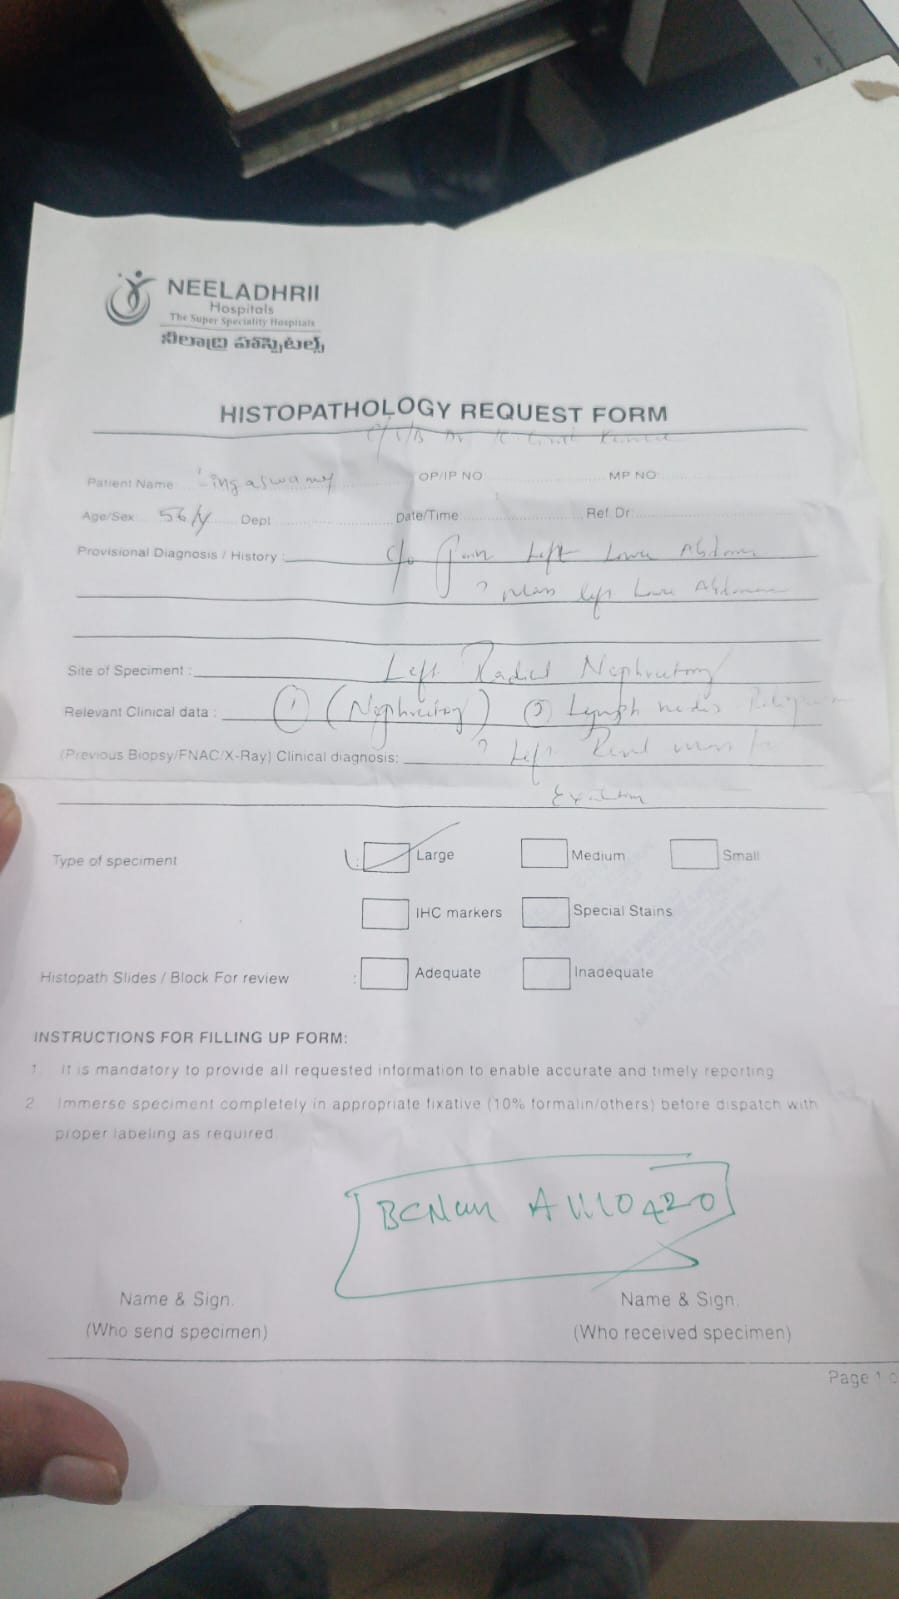 NEELADHRII
Hospitals
The Super Speciality Hospitals
నీలాద్రి హాస్పిటల్స్
HISTOPATHOLOGY REQUEST FORM
Patient Name Lingaswamy OP/IP NO MP NO
Age/Sex 56/y Dept Date/Time Ref. Dr.
Provisional Diagnosis / History : c/o Pain Left Lower Abdomen
? Mass left Lower Abdomen
Site of Speciment : Left Radical Nephrectomy
Relevant Clinical data : ① (Nephrectomy) ② Lymph nodes
(Previous Biopsy/FNAC/X-Ray) Clinical diagnosis: ? Left Renal mass for
Evaluation
Type of speciment Large Medium Small
IHC markers Special Stains
Histopath Slides / Block For review : Adequate Inadequate
INSTRUCTIONS FOR FILLING UP FORM:
1. It is mandatory to provide all requested information to enable accurate and timely reporting
2. Immerse speciment completely in appropriate fixative (10% formalin/others) before dispatch with
proper labeling as required.
Name & Sign. Name & Sign.
(Who send specimen) (Who received specimen)
Page 1